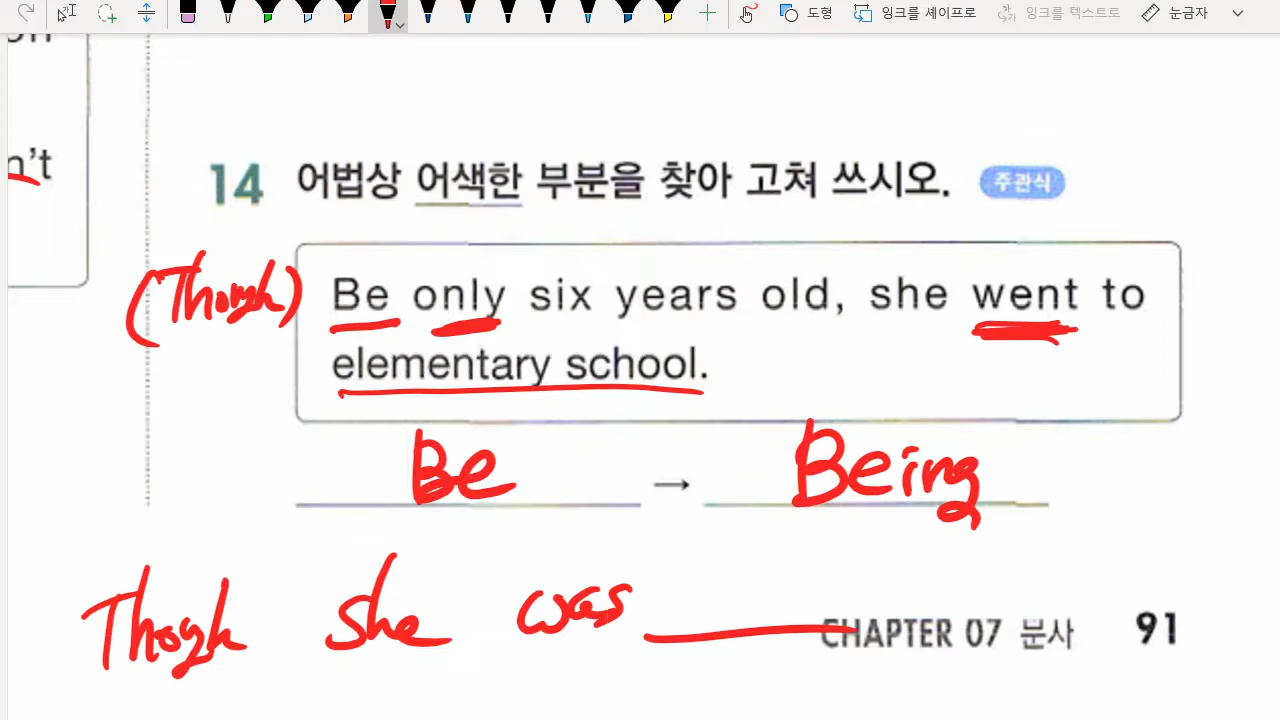 도형 잉크를 셰이프로 잉크를 텍스트로 눈금자
n't
14 어법상 어색한 부분을 찾아 고쳐 쓰시오. 주관식
(Though) Be only six years old, she went to
elementary school.
Be → Being
Though she was
CHAPTER 07 분사 91